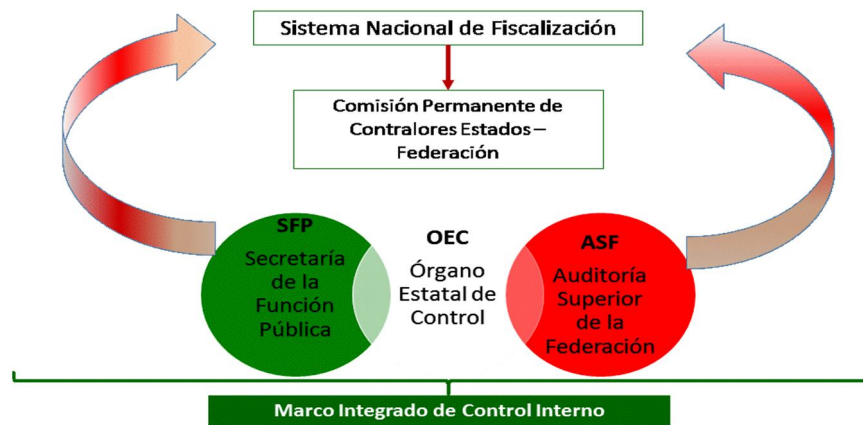 Sistema Nacional de Fiscalización
Comisión Permanente de
Contralores Estados –
Federación
SFP
Secretaría
de la
Función
Pública
OEC
Órgano
Estatal de
Control
ASF
Auditoría
Superior
de la
Federación
Marco Integrado de Control Interno